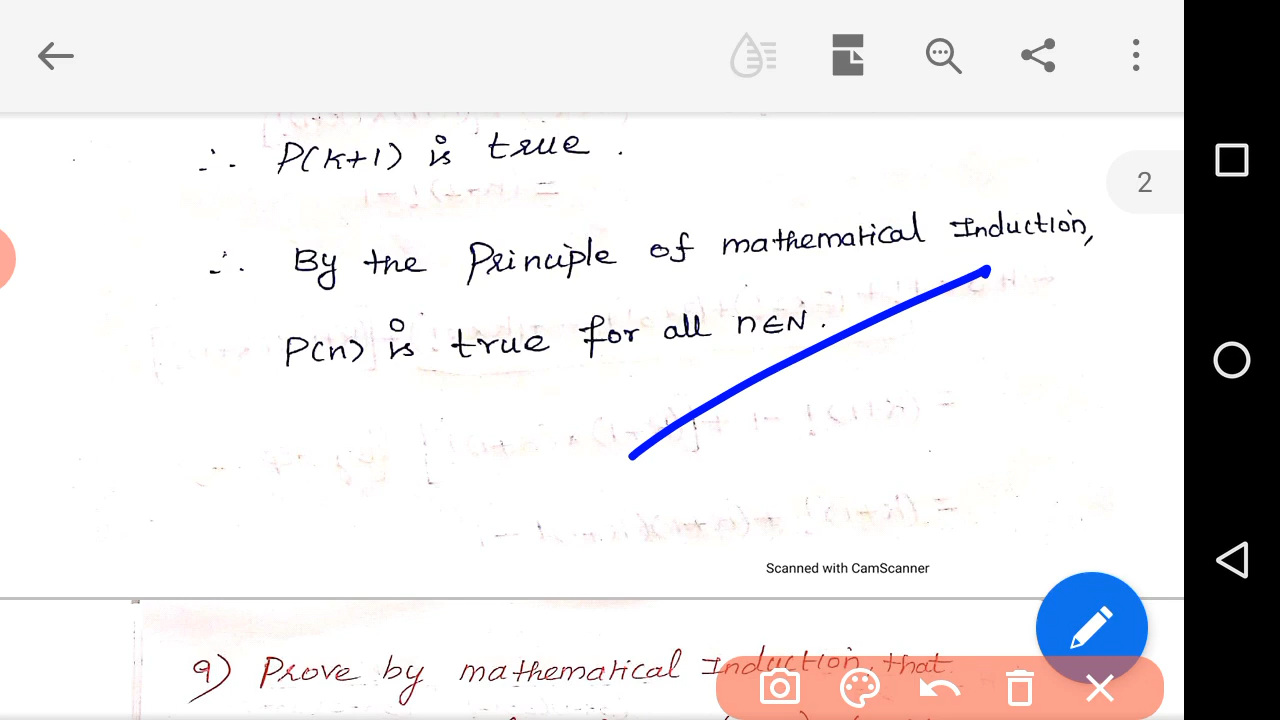 ∴ P(k+1) is true.
2
∴ By the Principle of mathematical Induction,
P(n) is true for all n∈N.
Scanned with CamScanner
9) Prove by mathematical Induction, that